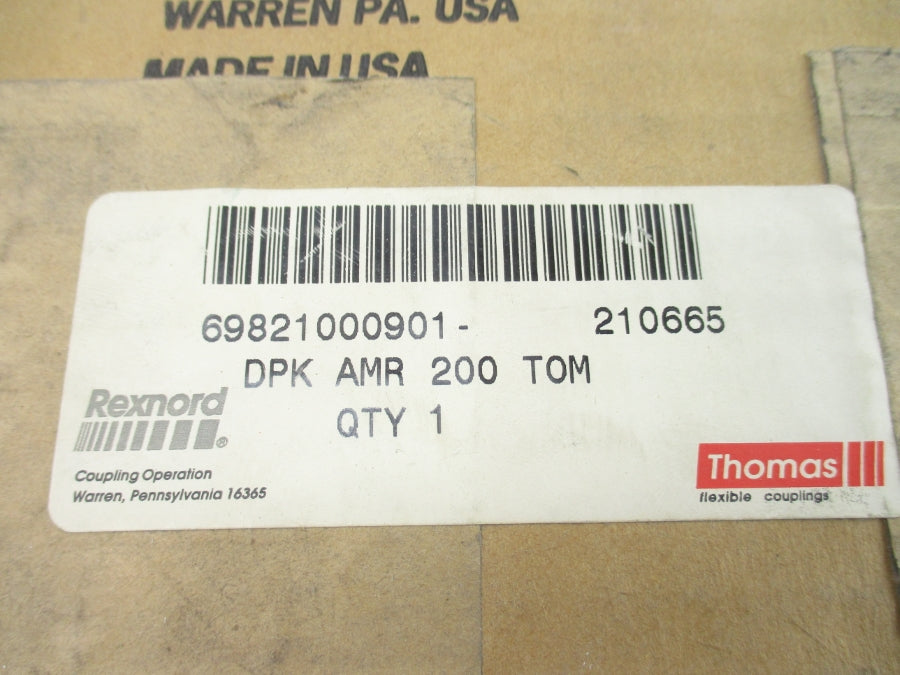 WARREN PA. USA
MADE IN USA
69821000901- 210665
DPK AMR 200 TOM
QTY 1
Rexnord®
Coupling Operation
Warren, Pennsylvania 16365
Thomas
flexible couplings